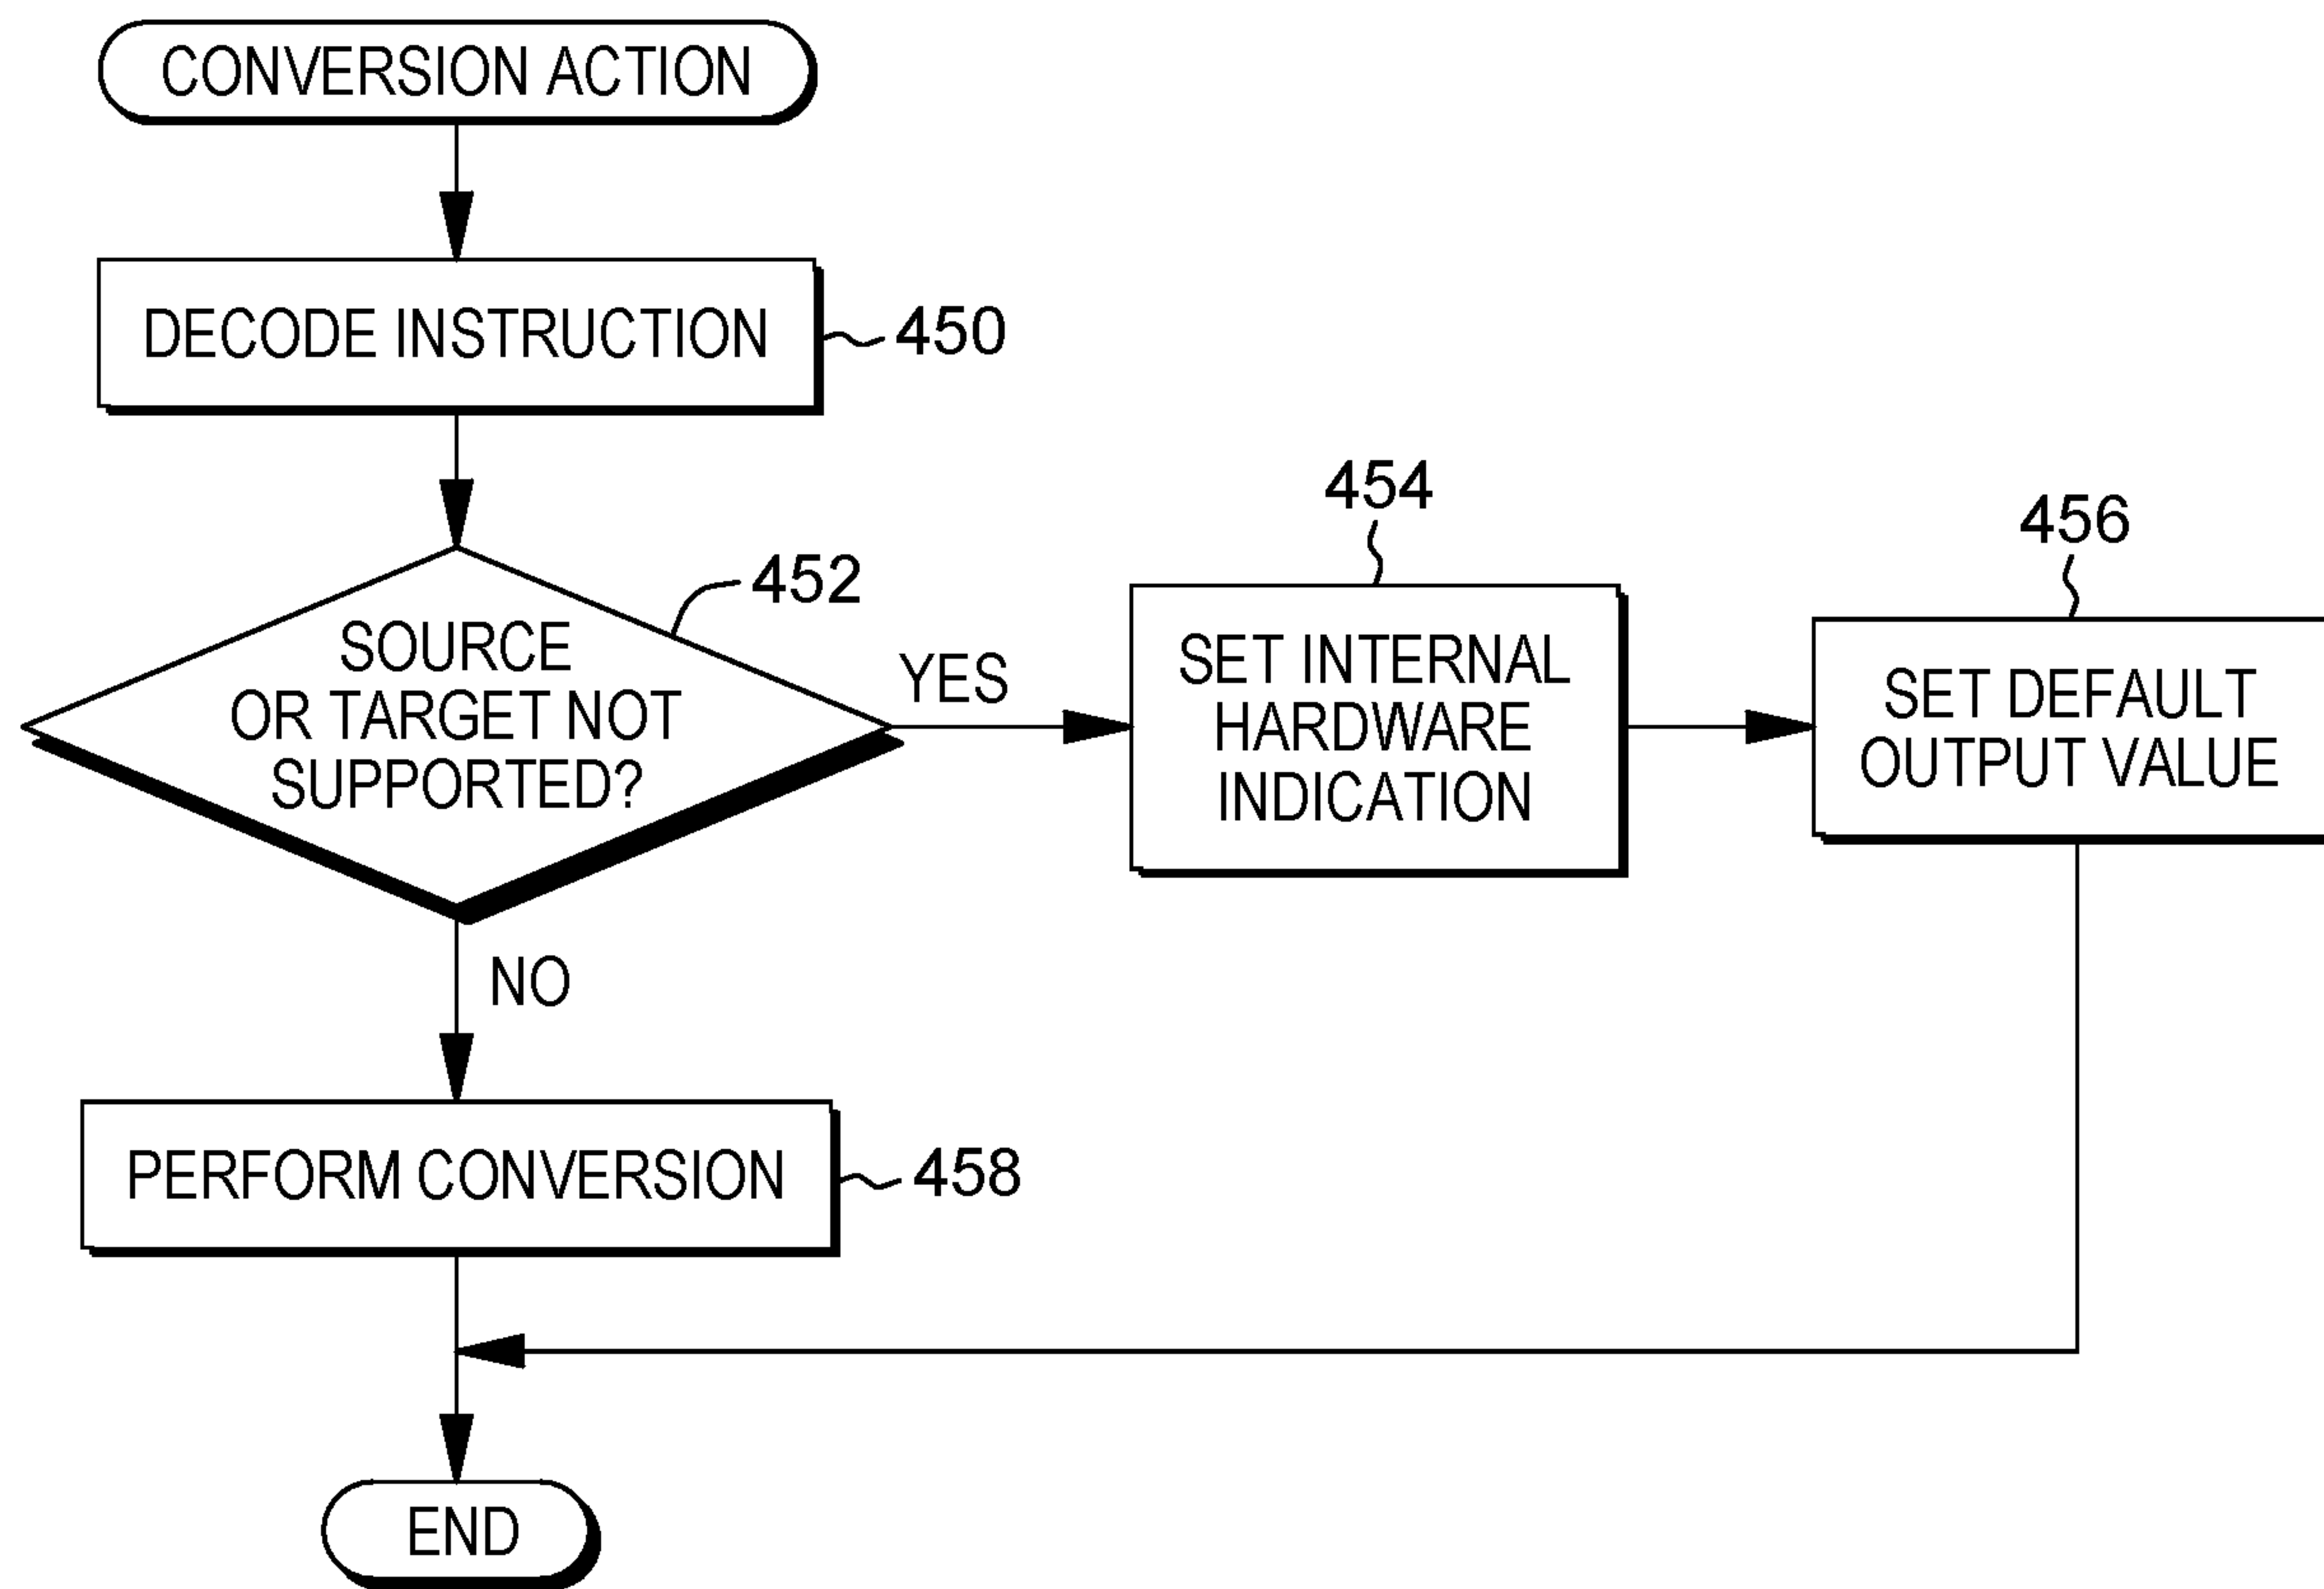 CONVERSION ACTION
DECODE INSTRUCTION
450
452
SOURCE
OR TARGET NOT
SUPPORTED?
YES
454
SET INTERNAL
HARDWARE
INDICATION
456
SET DEFAULT
OUTPUT VALUE
NO
PERFORM CONVERSION
458
END